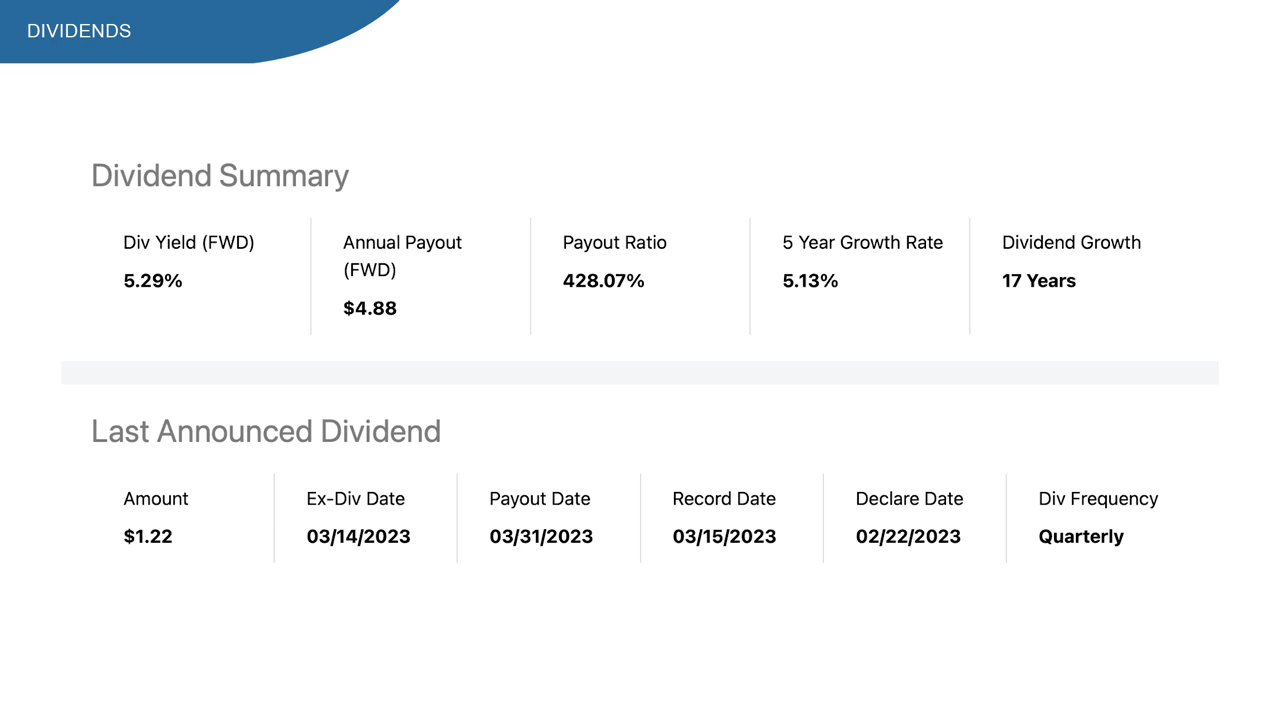 DIVIDENDS
Dividend Summary
Div Yield (FWD)
5.29%
Annual Payout
(FWD)
$4.88
Payout Ratio
428.07%
5 Year Growth Rate
5.13%
Dividend Growth
17 Years
Last Announced Dividend
Amount
$1.22
Ex-Div Date
03/14/2023
Payout Date
03/31/2023
Record Date
03/15/2023
Declare Date
02/22/2023
Div Frequency
Quarterly